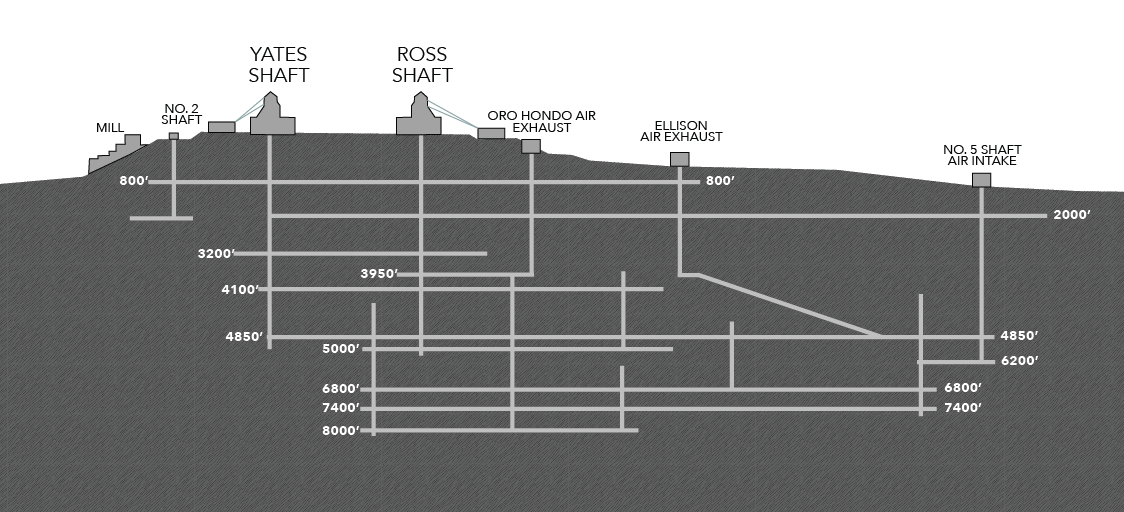 YATES
SHAFT
ROSS
SHAFT
NO. 2
SHAFT
MILL
ORO HONDO AIR
EXHAUST
ELLISON
AIR EXHAUST
NO. 5 SHAFT
AIR INTAKE
800’
800’
2000’
3200’
3950’
4100’
4850’
4850’
5000’
6200’
6800’
6800’
7400’
7400’
8000’